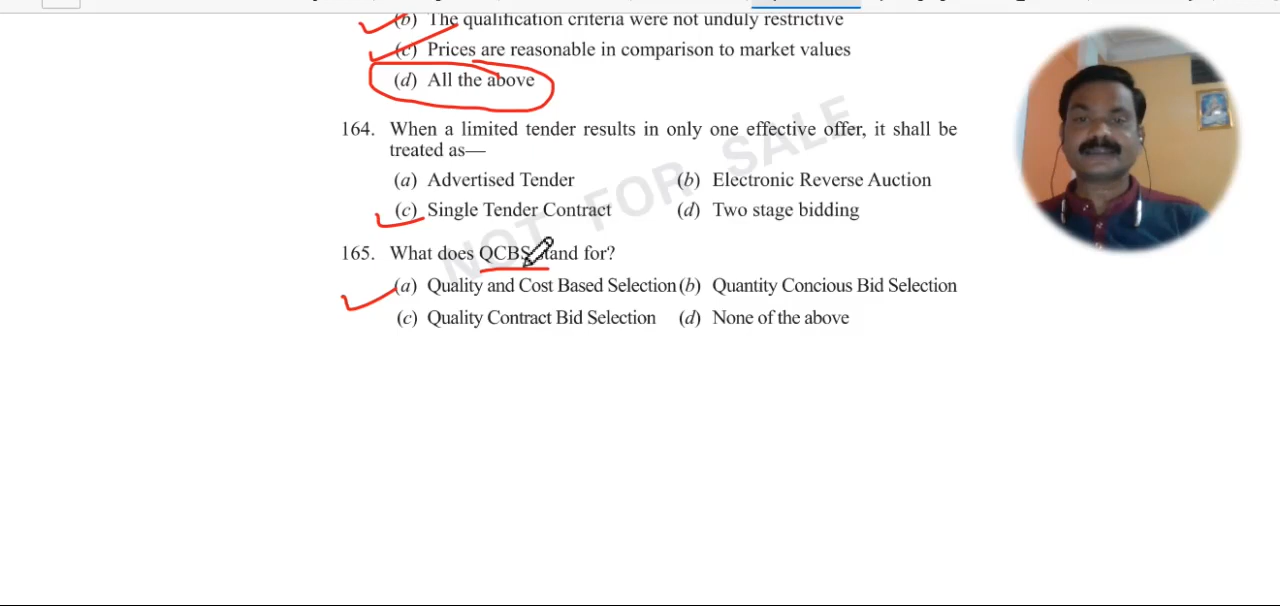 (b) The qualification criteria were not unduly restrictive
(c) Prices are reasonable in comparison to market values
(d) All the above
164. When a limited tender results in only one effective offer, it shall be
treated as—
(a) Advertised Tender (b) Electronic Reverse Auction
(c) Single Tender Contract (d) Two stage bidding
165. What does QCBS stand for?
(a) Quality and Cost Based Selection (b) Quantity Concious Bid Selection
(c) Quality Contract Bid Selection (d) None of the above
NOT FOR SALE